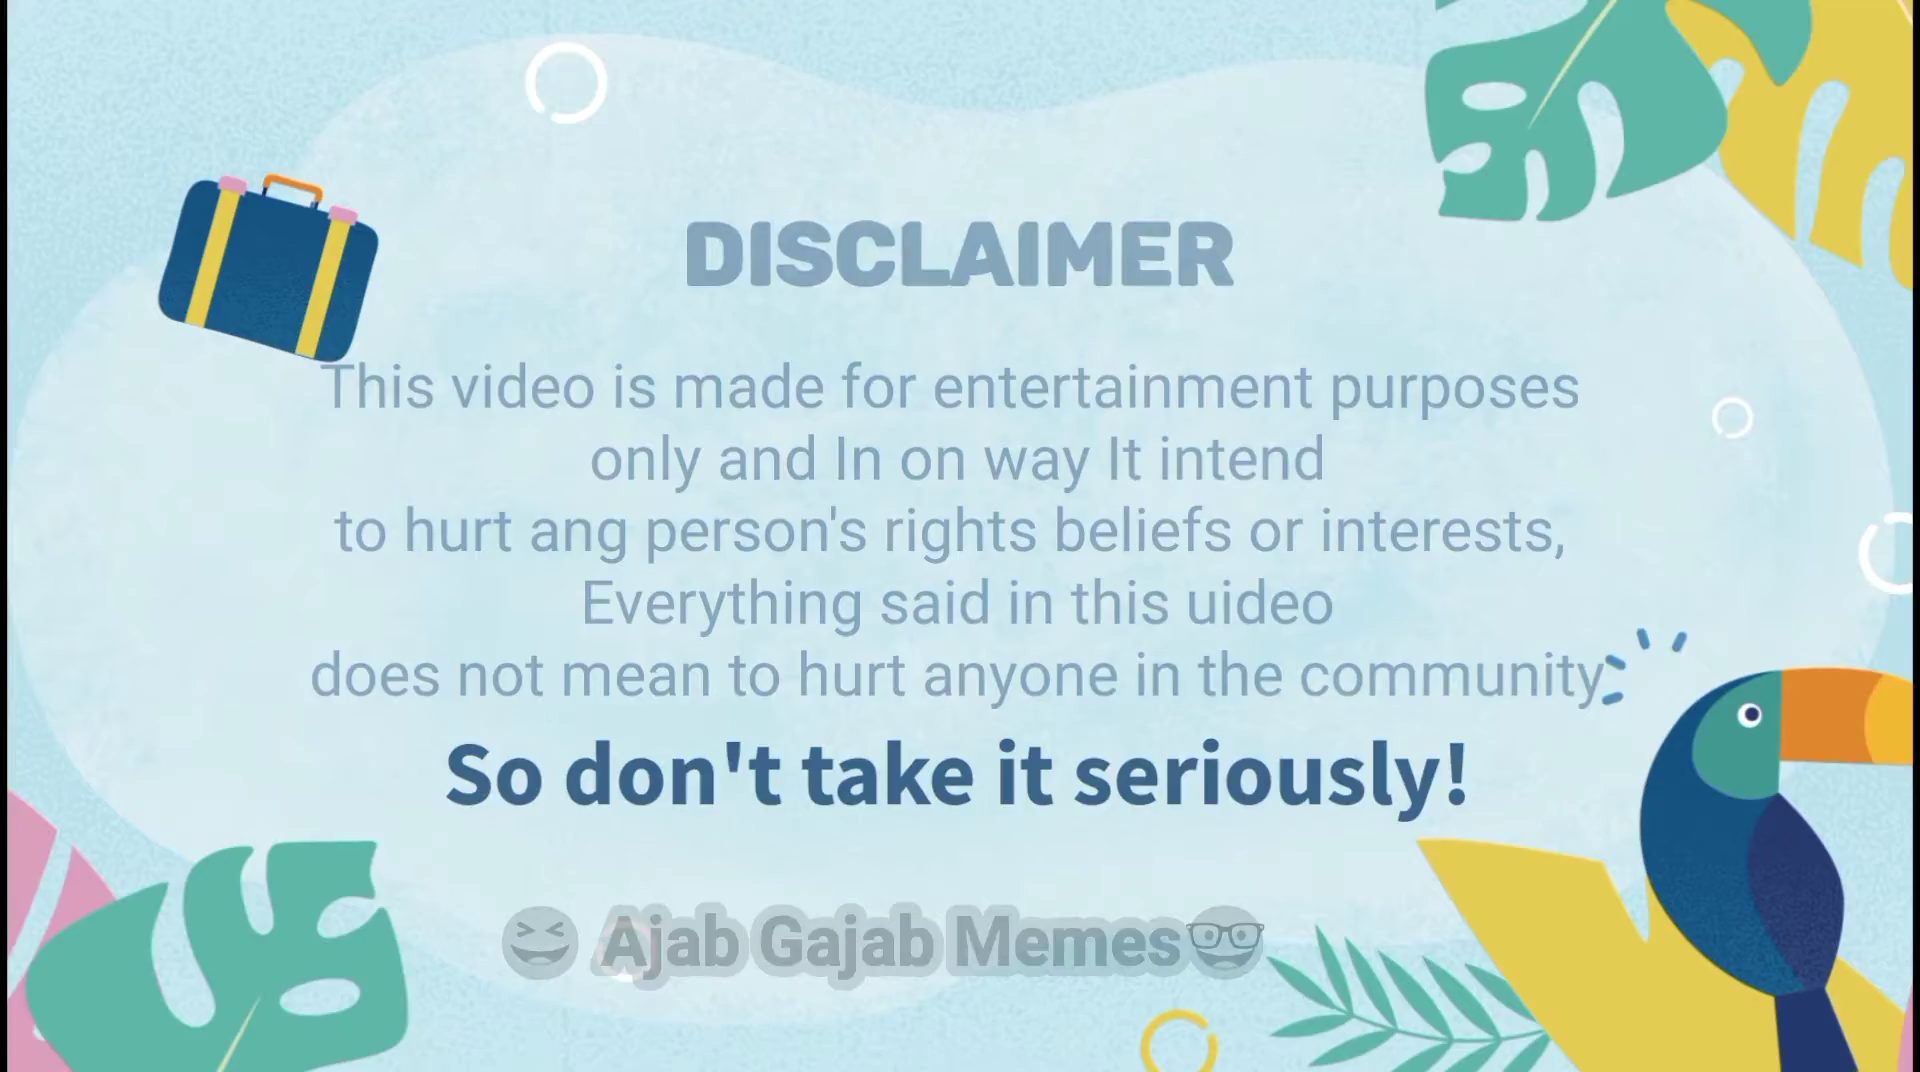 DISCLAIMER
This video is made for entertainment purposes
only and In on way It intend
to hurt ang person's rights beliefs or interests,
Everything said in this uideo
does not mean to hurt anyone in the community
So don't take it seriously!
😆 Ajab Gajab Memes🤓